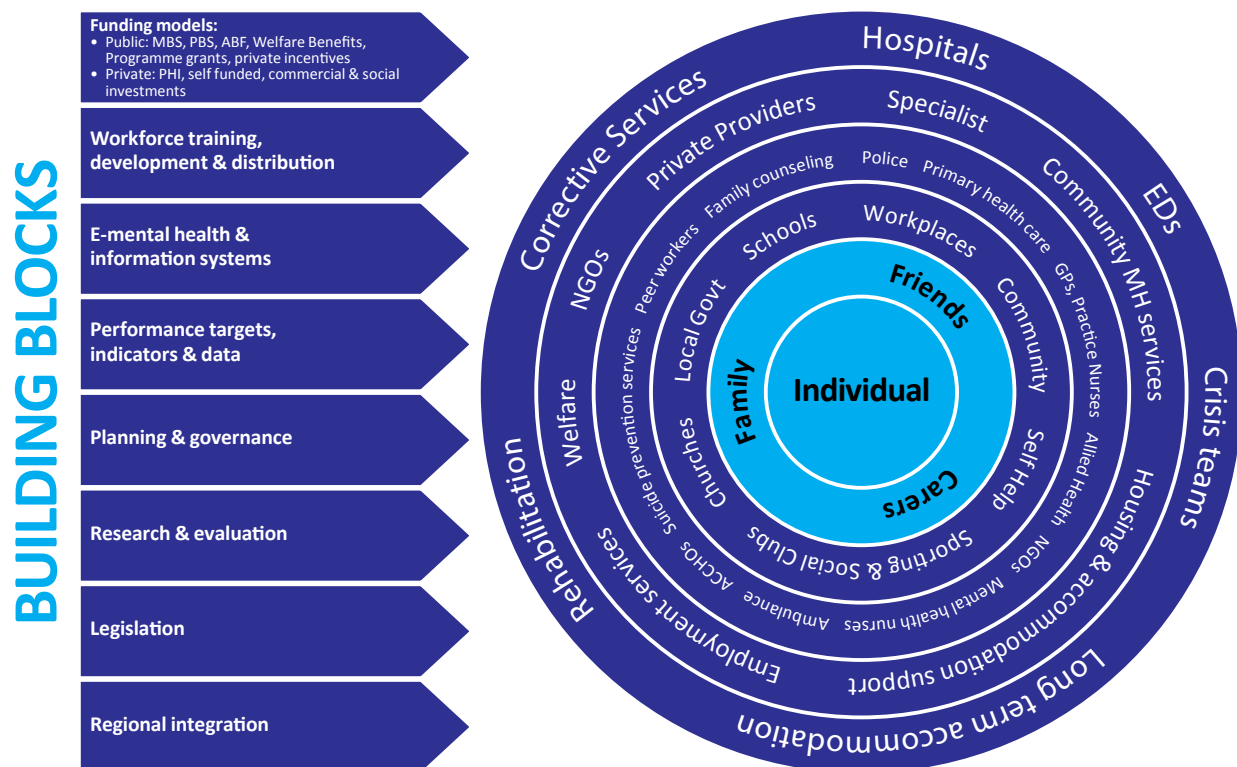 BUILDING BLOCKS
Funding models:
• Public: MBS, PBS, ABF, Welfare Benefits,
Programme grants, private incentives
• Private: PHI, self funded, commercial & social
investments
Workforce training,
development & distribution
E-mental health &
information systems
Performance targets,
indicators & data
Planning & governance
Research & evaluation
Legislation
Regional integration
Hospitals
EDs
Crisis teams
Long term accommodation
Rehabilitation
Corrective Services
Specialist
Community MH services
Housing & accommodation support
Employment services
Welfare
NGOs
Private Providers
Police
Primary health care
GPs, Practice Nurses
Allied Health
NGOs
Mental health nurses
Ambulance
ACCHOs
Suicide prevention services
Peer workers
Family counseling
Workplaces
Community
Self Help
Sporting & Social Clubs
Churches
Local Govt
Schools
Friends
Carers
Family
Individual